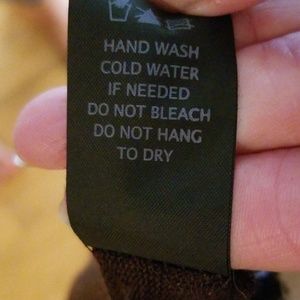 HAND WASH
COLD WATER
IF NEEDED
DO NOT BLEACH
DO NOT HANG
TO DRY